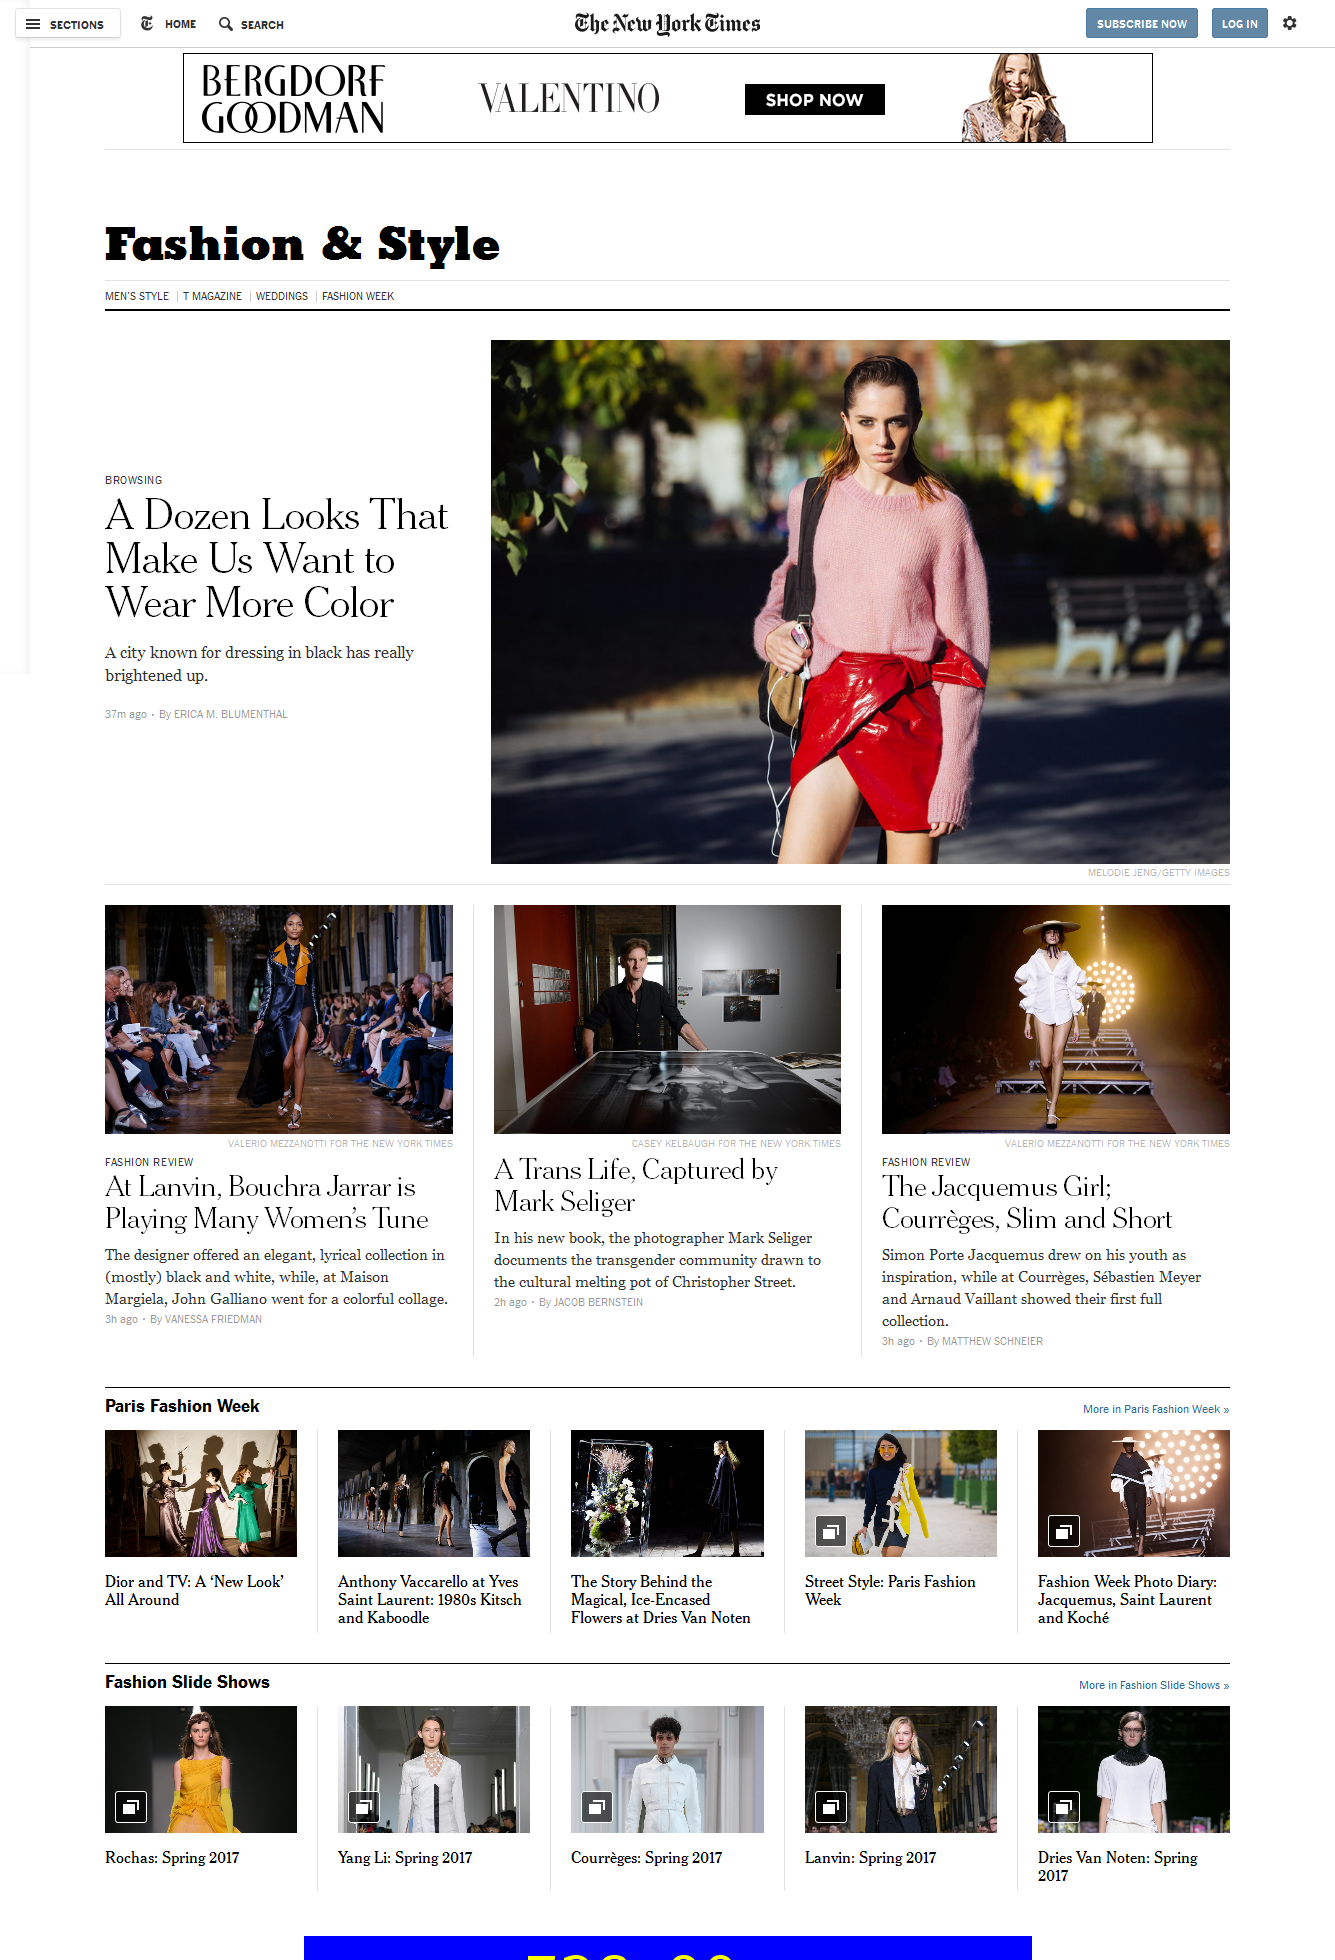 SECTIONS HOME SEARCH The New York Times SUBSCRIBE NOW LOG IN
BERGDORF
GOODMAN
VALENTINO
SHOP NOW
Fashion & Style
MEN'S STYLE T MAGAZINE WEDDINGS FASHION WEEK
BROWSING
A Dozen Looks That
Make Us Want to
Wear More Color
A city known for dressing in black has really
brightened up.
37m ago · By ERICA M. BLUMENTHAL
MELODIE JENG/GETTY IMAGES
VALERIO MEZZANOTTI FOR THE NEW YORK TIMES
FASHION REVIEW
At Lanvin, Bouchra Jarrar is
Playing Many Women's Tune
The designer offered an elegant, lyrical collection in
(mostly) black and white, while, at Maison
Margiela, John Galliano went for a colorful collage.
3h ago · By VANESSA FRIEDMAN
CASEY KELBAUGH FOR THE NEW YORK TIMES
A Trans Life, Captured by
Mark Seliger
In his new book, the photographer Mark Seliger
documents the transgender community drawn to
the cultural melting pot of Christopher Street.
2h ago · By JACOB BERNSTEIN
VALERIO MEZZANOTTI FOR THE NEW YORK TIMES
FASHION REVIEW
The Jacquemus Girl;
Courrèges, Slim and Short
Simon Porte Jacquemus drew on his youth as
inspiration, while at Courrèges, Sébastien Meyer
and Arnaud Vaillant showed their first full
collection.
3h ago · By MATTHEW SCHNEIER
Paris Fashion Week
More in Paris Fashion Week »
Dior and TV: A ‘New Look’
All Around
Anthony Vaccarello at Yves
Saint Laurent: 1980s Kitsch
and Kaboodle
The Story Behind the
Magical, Ice-Encased
Flowers at Dries Van Noten
Street Style: Paris Fashion
Week
Fashion Week Photo Diary:
Jacquemus, Saint Laurent
and Koché
Fashion Slide Shows
More in Fashion Slide Shows »
Rochas: Spring 2017
Yang Li: Spring 2017
Courrèges: Spring 2017
Lanvin: Spring 2017
Dries Van Noten: Spring
2017